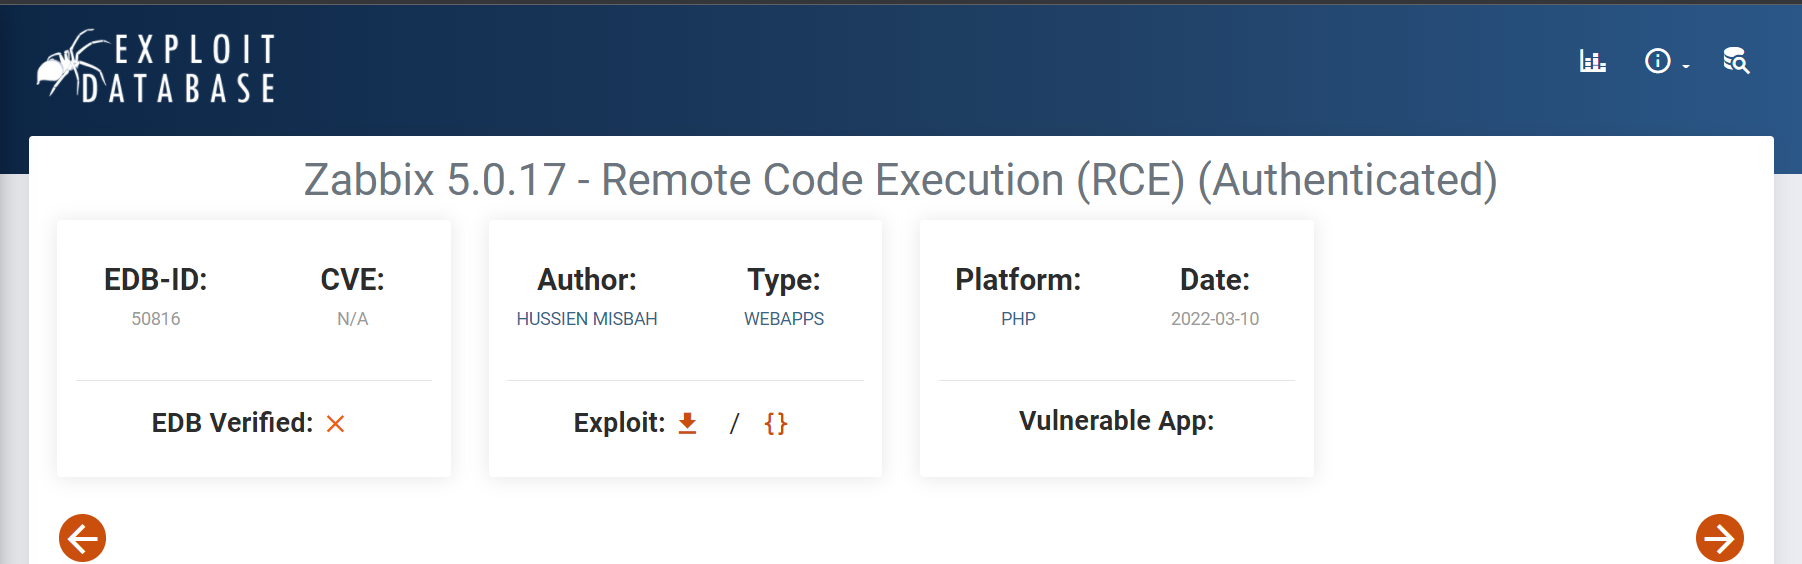 EXPLOIT
DATABASE
Zabbix 5.0.17 - Remote Code Execution (RCE) (Authenticated)
EDB-ID:
50816
CVE:
N/A
EDB Verified:
Author:
HUSSIEN MISBAH
Type:
WEBAPPS
Exploit: / {}
Platform:
PHP
Date:
2022-03-10
Vulnerable App: